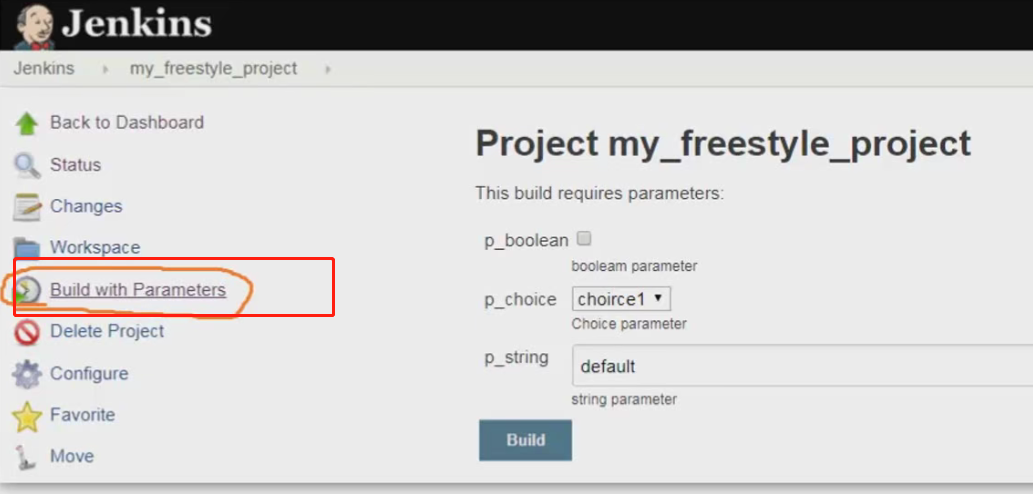 Jenkins
Jenkins my_freestyle_project
Back to Dashboard
Status
Changes
Workspace
Build with Parameters
Delete Project
Configure
Favorite
Move
Project my_freestyle_project
This build requires parameters:
p_boolean
booleam parameter
p_choice choirce1
Choice parameter
p_string default
string parameter
Build